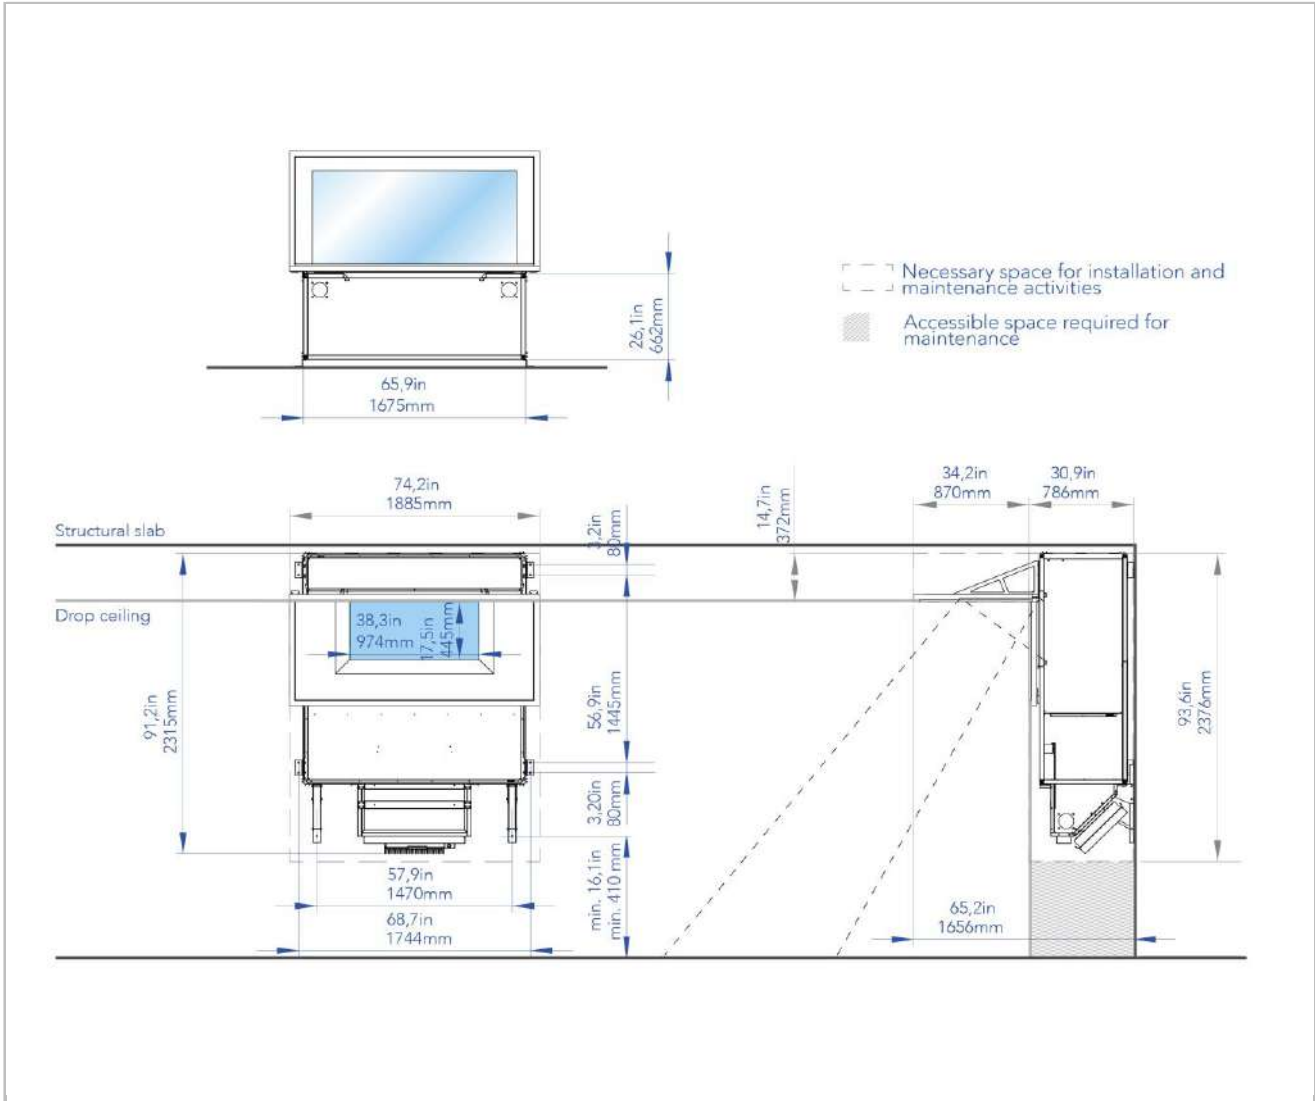 Necessary space for installation and
maintenance activities
Accessible space required for
maintenance
26,1in
662mm
65,9in
1675mm
74,2in
1885mm
34,2in
870mm
30,9in
786mm
14,7in
372mm
3,2in
80mm
Structural slab
Drop ceiling
38,3in
974mm
17,5in
445mm
91,2in
2315mm
56,9in
1445mm
93,6in
2376mm
3,20in
80mm
57,9in
1470mm
68,7in
1744mm
min. 16,1in
min. 410 mm
65,2in
1656mm